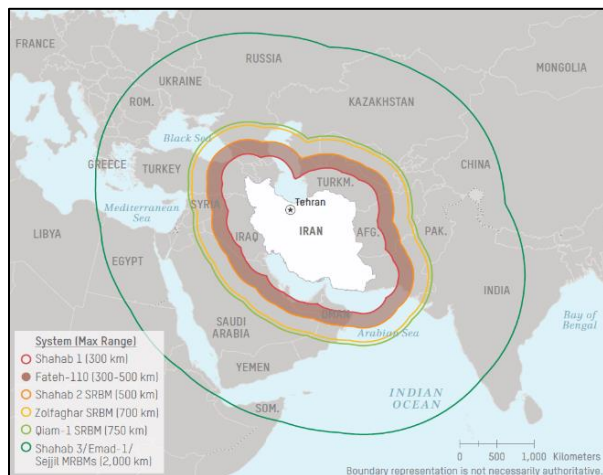 FRANCE
RUSSIA
MONGOLIA
UKRAINE
KAZAKHSTAN
ROM.
Black Sea
GREECE
TURKEY
TURKM.
CHINA
Tehran
Mediterranean
Sea
SYRIA
IRAQ
IRAN
AFG.
PAK.
LIBYA
EGYPT
INDIA
SAUDI
ARABIA
OMAN
Arabian Sea
Bay of
Bengal
YEMEN
SOM.
INDIAN
OCEAN
System (Max Range)
Shahab 1 (300 km)
Fateh-110 (300-500 km)
Shahab 2 SRBM (500 km)
Zolfaghar SRBM (700 km)
Qiam-1 SRBM (750 km)
Shahab 3/Emad-1/
Sejjil MRBMs (2,000 km)
0 500 1,000 Kilometers
Boundary representation is not necessarily authoritative.